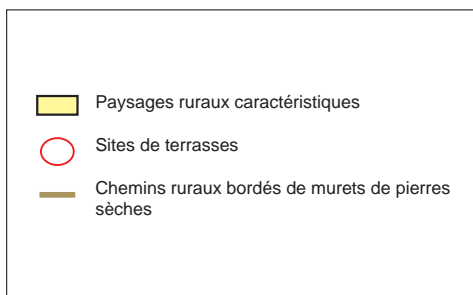 Paysages ruraux caractéristiques
Sites de terrasses
Chemins ruraux bordés de murets de pierres
sèches